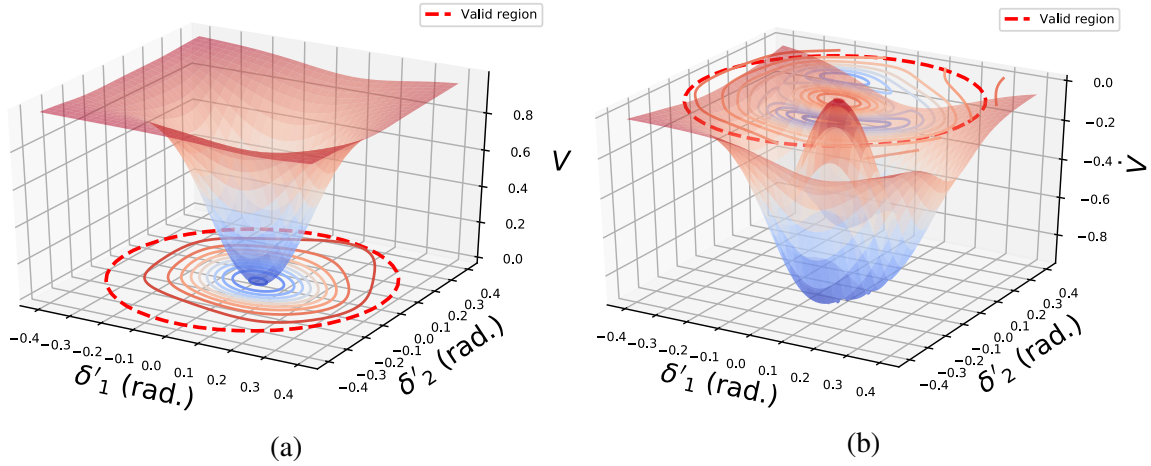 Valid region
0.8
0.6
0.4
0.2
0.0
V
−0.4 −0.3 −0.2 −0.1 0.0 0.1 0.2 0.3 0.4
δ′1 (rad.)
−0.4 −0.3 −0.2 −0.1 0.0 0.1 0.2 0.3 0.4
δ′2 (rad.)
(a)
Valid region
0.0
−0.2
−0.4
−0.6
−0.8
V̇
−0.4 −0.3 −0.2 −0.1 0.0 0.1 0.2 0.3 0.4
δ′1 (rad.)
−0.4 −0.3 −0.2 −0.1 0.0 0.1 0.2 0.3 0.4
δ′2 (rad.)
(b)